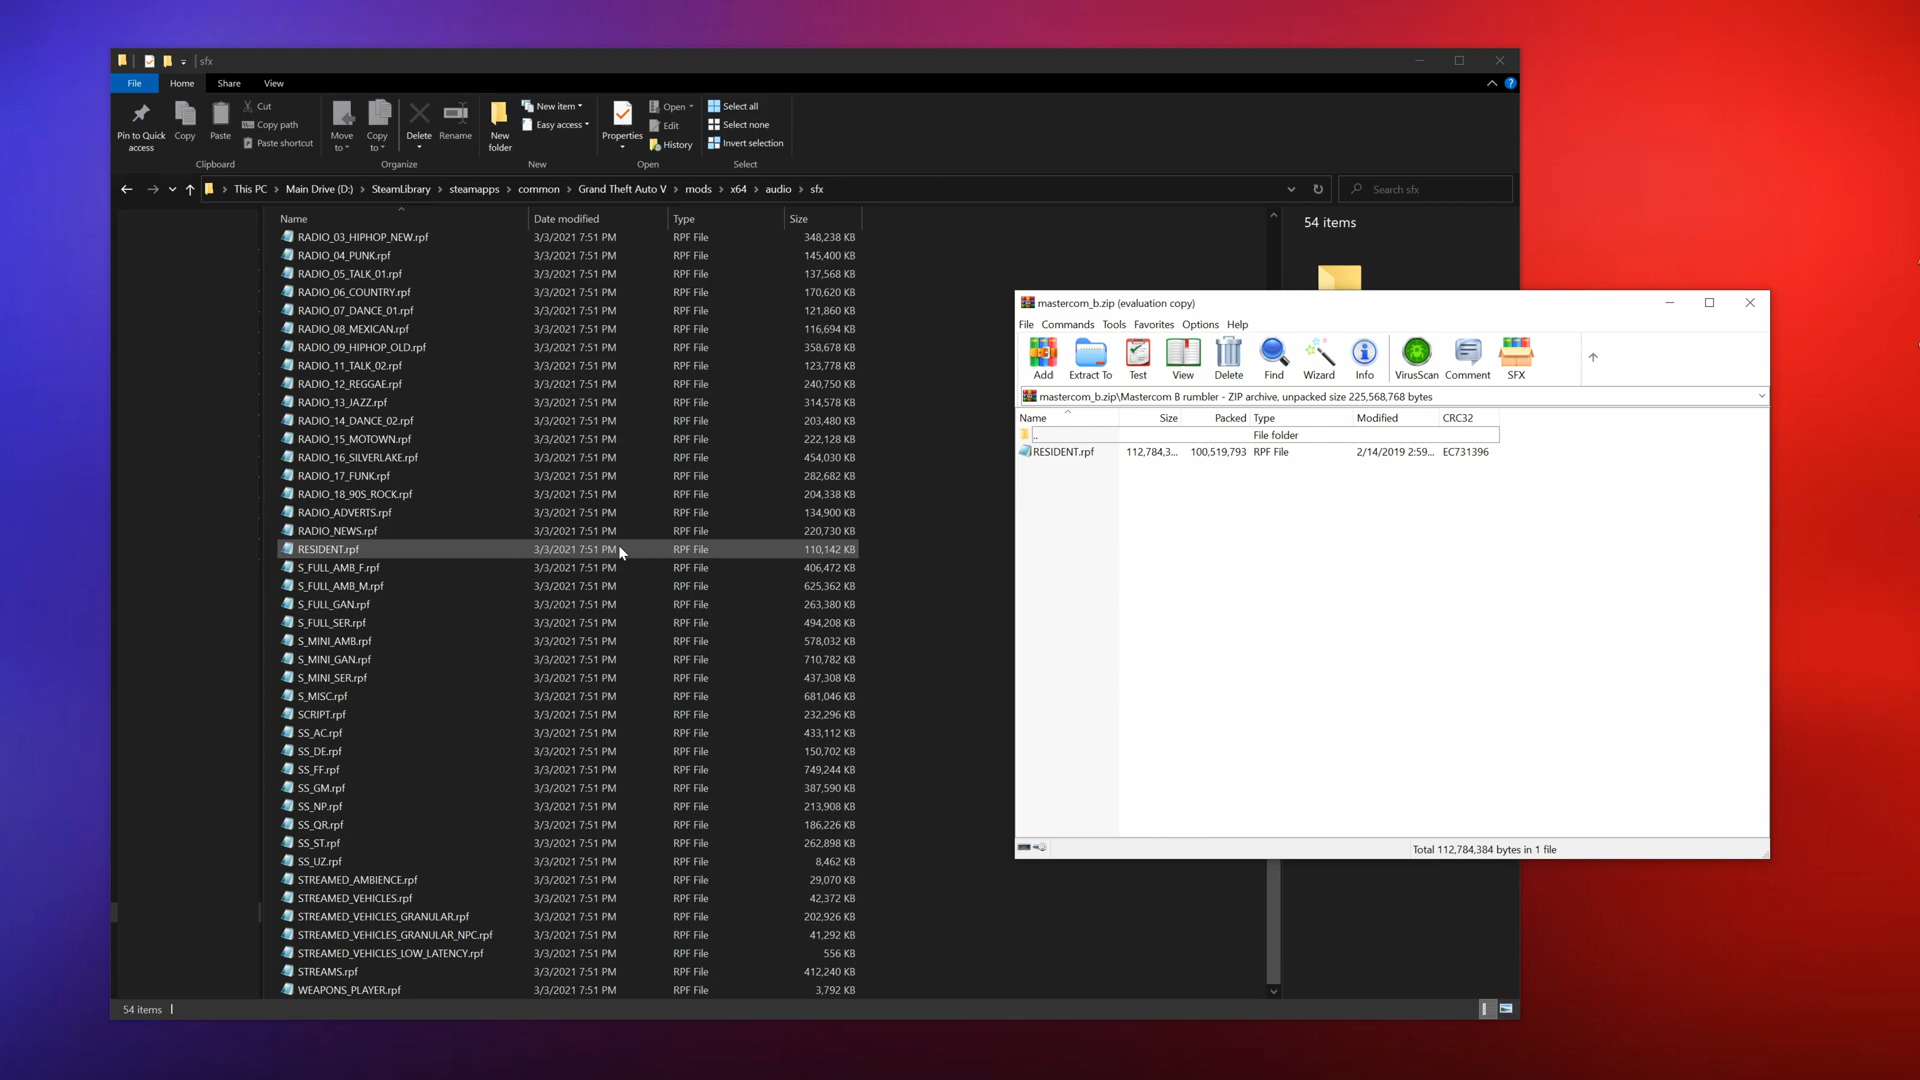 sfx
File Home Share View
Pin to Quick access
Copy
Paste
Cut
Copy path
Paste shortcut
Clipboard
Move to
Copy to
Delete
Rename
Organize
New folder
New item
Easy access
New
Properties
Open
Edit
History
Open
Select all
Select none
Invert selection
Select
This PC > Main Drive (D:) > SteamLibrary > steamapps > common > Grand Theft Auto V > mods > x64 > audio > sfx
Search sfx
Name Date modified Type Size
RADIO_03_HIPHOP_NEW.rpf 3/3/2021 7:51 PM RPF File 348,238 KB
RADIO_04_PUNK.rpf 3/3/2021 7:51 PM RPF File 145,400 KB
RADIO_05_TALK_01.rpf 3/3/2021 7:51 PM RPF File 137,568 KB
RADIO_06_COUNTRY.rpf 3/3/2021 7:51 PM RPF File 170,620 KB
RADIO_07_DANCE_01.rpf 3/3/2021 7:51 PM RPF File 121,860 KB
RADIO_08_MEXICAN.rpf 3/3/2021 7:51 PM RPF File 116,694 KB
RADIO_09_HIPHOP_OLD.rpf 3/3/2021 7:51 PM RPF File 358,678 KB
RADIO_11_TALK_02.rpf 3/3/2021 7:51 PM RPF File 123,778 KB
RADIO_12_REGGAE.rpf 3/3/2021 7:51 PM RPF File 240,750 KB
RADIO_13_JAZZ.rpf 3/3/2021 7:51 PM RPF File 314,578 KB
RADIO_14_DANCE_02.rpf 3/3/2021 7:51 PM RPF File 203,480 KB
RADIO_15_MOTOWN.rpf 3/3/2021 7:51 PM RPF File 222,128 KB
RADIO_16_SILVERLAKE.rpf 3/3/2021 7:51 PM RPF File 454,030 KB
RADIO_17_FUNK.rpf 3/3/2021 7:51 PM RPF File 282,682 KB
RADIO_18_90S_ROCK.rpf 3/3/2021 7:51 PM RPF File 204,338 KB
RADIO_ADVERTS.rpf 3/3/2021 7:51 PM RPF File 134,900 KB
RADIO_NEWS.rpf 3/3/2021 7:51 PM RPF File 220,730 KB
RESIDENT.rpf 3/3/2021 7:51 PM RPF File 110,142 KB
S_FULL_AMB_F.rpf 3/3/2021 7:51 PM RPF File 406,472 KB
S_FULL_AMB_M.rpf 3/3/2021 7:51 PM RPF File 625,362 KB
S_FULL_GAN.rpf 3/3/2021 7:51 PM RPF File 263,380 KB
S_FULL_SER.rpf 3/3/2021 7:51 PM RPF File 494,208 KB
S_MINI_AMB.rpf 3/3/2021 7:51 PM RPF File 578,032 KB
S_MINI_GAN.rpf 3/3/2021 7:51 PM RPF File 710,782 KB
S_MINI_SER.rpf 3/3/2021 7:51 PM RPF File 437,308 KB
S_MISC.rpf 3/3/2021 7:51 PM RPF File 681,046 KB
SCRIPT.rpf 3/3/2021 7:51 PM RPF File 232,296 KB
SS_AC.rpf 3/3/2021 7:51 PM RPF File 433,112 KB
SS_DE.rpf 3/3/2021 7:51 PM RPF File 150,702 KB
SS_FF.rpf 3/3/2021 7:51 PM RPF File 749,244 KB
SS_GM.rpf 3/3/2021 7:51 PM RPF File 387,590 KB
SS_NP.rpf 3/3/2021 7:51 PM RPF File 213,908 KB
SS_QR.rpf 3/3/2021 7:51 PM RPF File 186,226 KB
SS_ST.rpf 3/3/2021 7:51 PM RPF File 262,898 KB
SS_UZ.rpf 3/3/2021 7:51 PM RPF File 8,462 KB
STREAMED_AMBIENCE.rpf 3/3/2021 7:51 PM RPF File 29,070 KB
STREAMED_VEHICLES.rpf 3/3/2021 7:51 PM RPF File 42,372 KB
STREAMED_VEHICLES_GRANULAR.rpf 3/3/2021 7:51 PM RPF File 202,926 KB
STREAMED_VEHICLES_GRANULAR_NPC.rpf 3/3/2021 7:51 PM RPF File 41,292 KB
STREAMED_VEHICLES_LOW_LATENCY.rpf 3/3/2021 7:51 PM RPF File 556 KB
STREAMS.rpf 3/3/2021 7:51 PM RPF File 412,240 KB
WEAPONS_PLAYER.rpf 3/3/2021 7:51 PM RPF File 3,792 KB
54 items
54 items
mastercom_b.zip (evaluation copy)
File Commands Tools Favorites Options Help
Add Extract To Test View Delete Find Wizard Info VirusScan Comment SFX
mastercom_b.zip\Mastercom B rumbler - ZIP archive, unpacked size 225,568,768 bytes
Name Size Packed Type Modified CRC32
.. File folder
RESIDENT.rpf 112,784,3... 100,519,793 RPF File 2/14/2019 2:59... EC731396
Total 112,784,384 bytes in 1 file